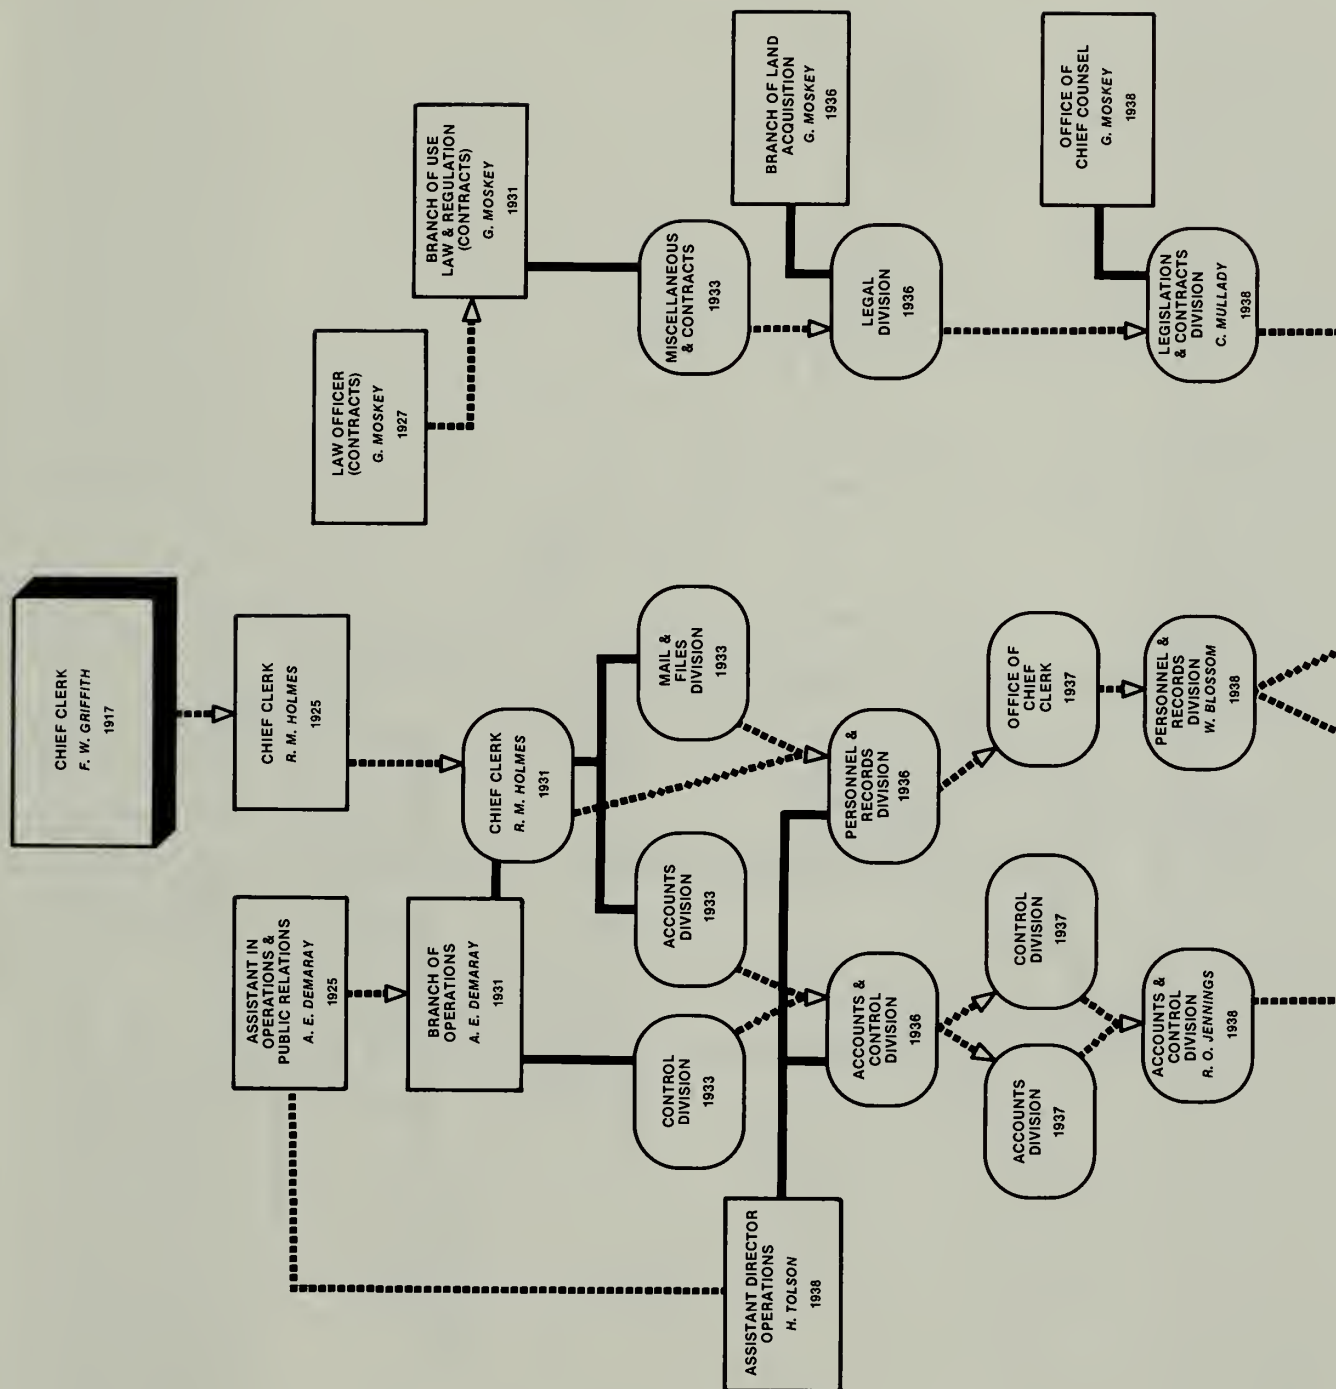 CHIEF CLERK
F. W. GRIFFITH
1917
CHIEF CLERK
R. M. HOLMES
1925
ASSISTANT IN
OPERATIONS &
PUBLIC RELATIONS
A. E. DEMARAY
1925
LAW OFFICER
(CONTRACTS)
G. MOSKEY
1927
BRANCH OF USE
LAW & REGULATION
(CONTRACTS)
G. MOSKEY
1931
BRANCH OF
OPERATIONS
A. E. DEMARAY
1931
CHIEF CLERK
R. M. HOLMES
1931
CONTROL
DIVISION
1933
ACCOUNTS
DIVISION
1933
MAIL &
FILES
DIVISION
1933
MISCELLANEOUS
& CONTRACTS
1933
BRANCH OF LAND
ACQUISITION
G. MOSKEY
1936
ASSISTANT DIRECTOR
OPERATIONS
H. TOLSON
1938
ACCOUNTS &
CONTROL
DIVISION
1936
PERSONNEL &
RECORDS
DIVISION
1936
LEGAL
DIVISION
1936
ACCOUNTS
DIVISION
1937
CONTROL
DIVISION
1937
OFFICE OF
CHIEF
CLERK
1937
OFFICE OF
CHIEF COUNSEL
G. MOSKEY
1938
ACCOUNTS &
CONTROL
DIVISION
R. O. JENNINGS
1938
PERSONNEL &
RECORDS
DIVISION
W. BLOSSOM
1938
LEGISLATION
& CONTRACTS
DIVISION
C. MULLADY
1938